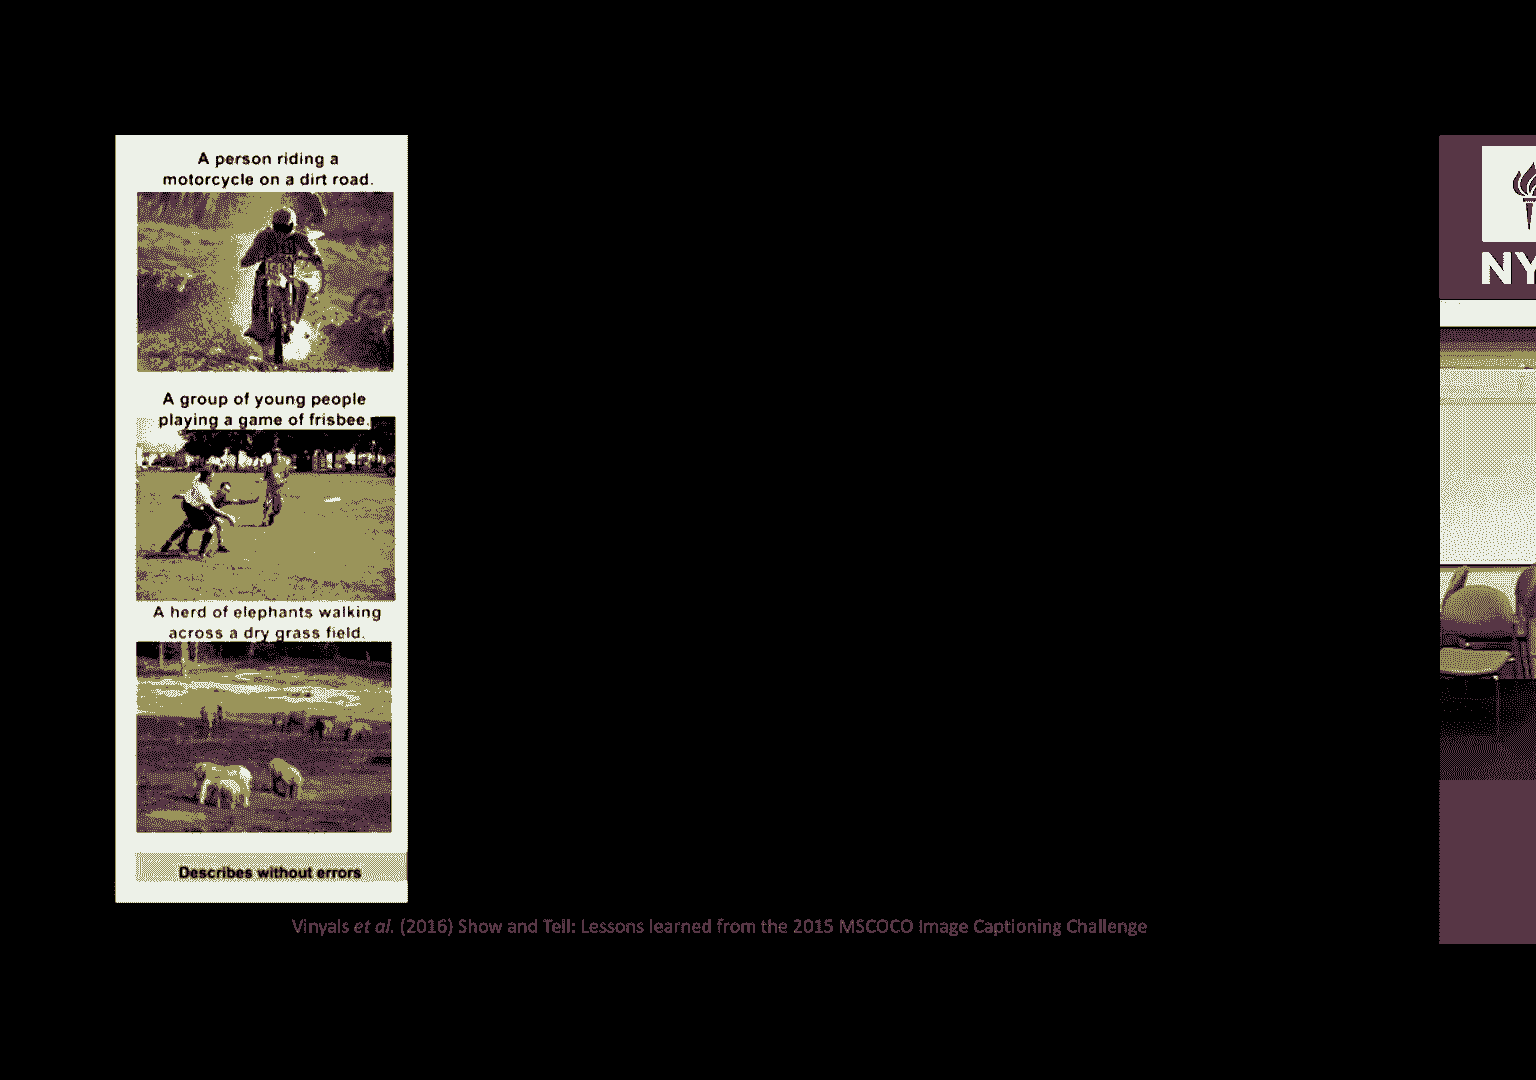 A person riding a
motorcycle on a dirt road.
A group of young people
playing a game of frisbee.
A herd of elephants walking
across a dry grass field.
Describes without errors
Vinyals et al. (2016) Show and Tell: Lessons learned from the 2015 MSCOCO Image Captioning Challenge
NY